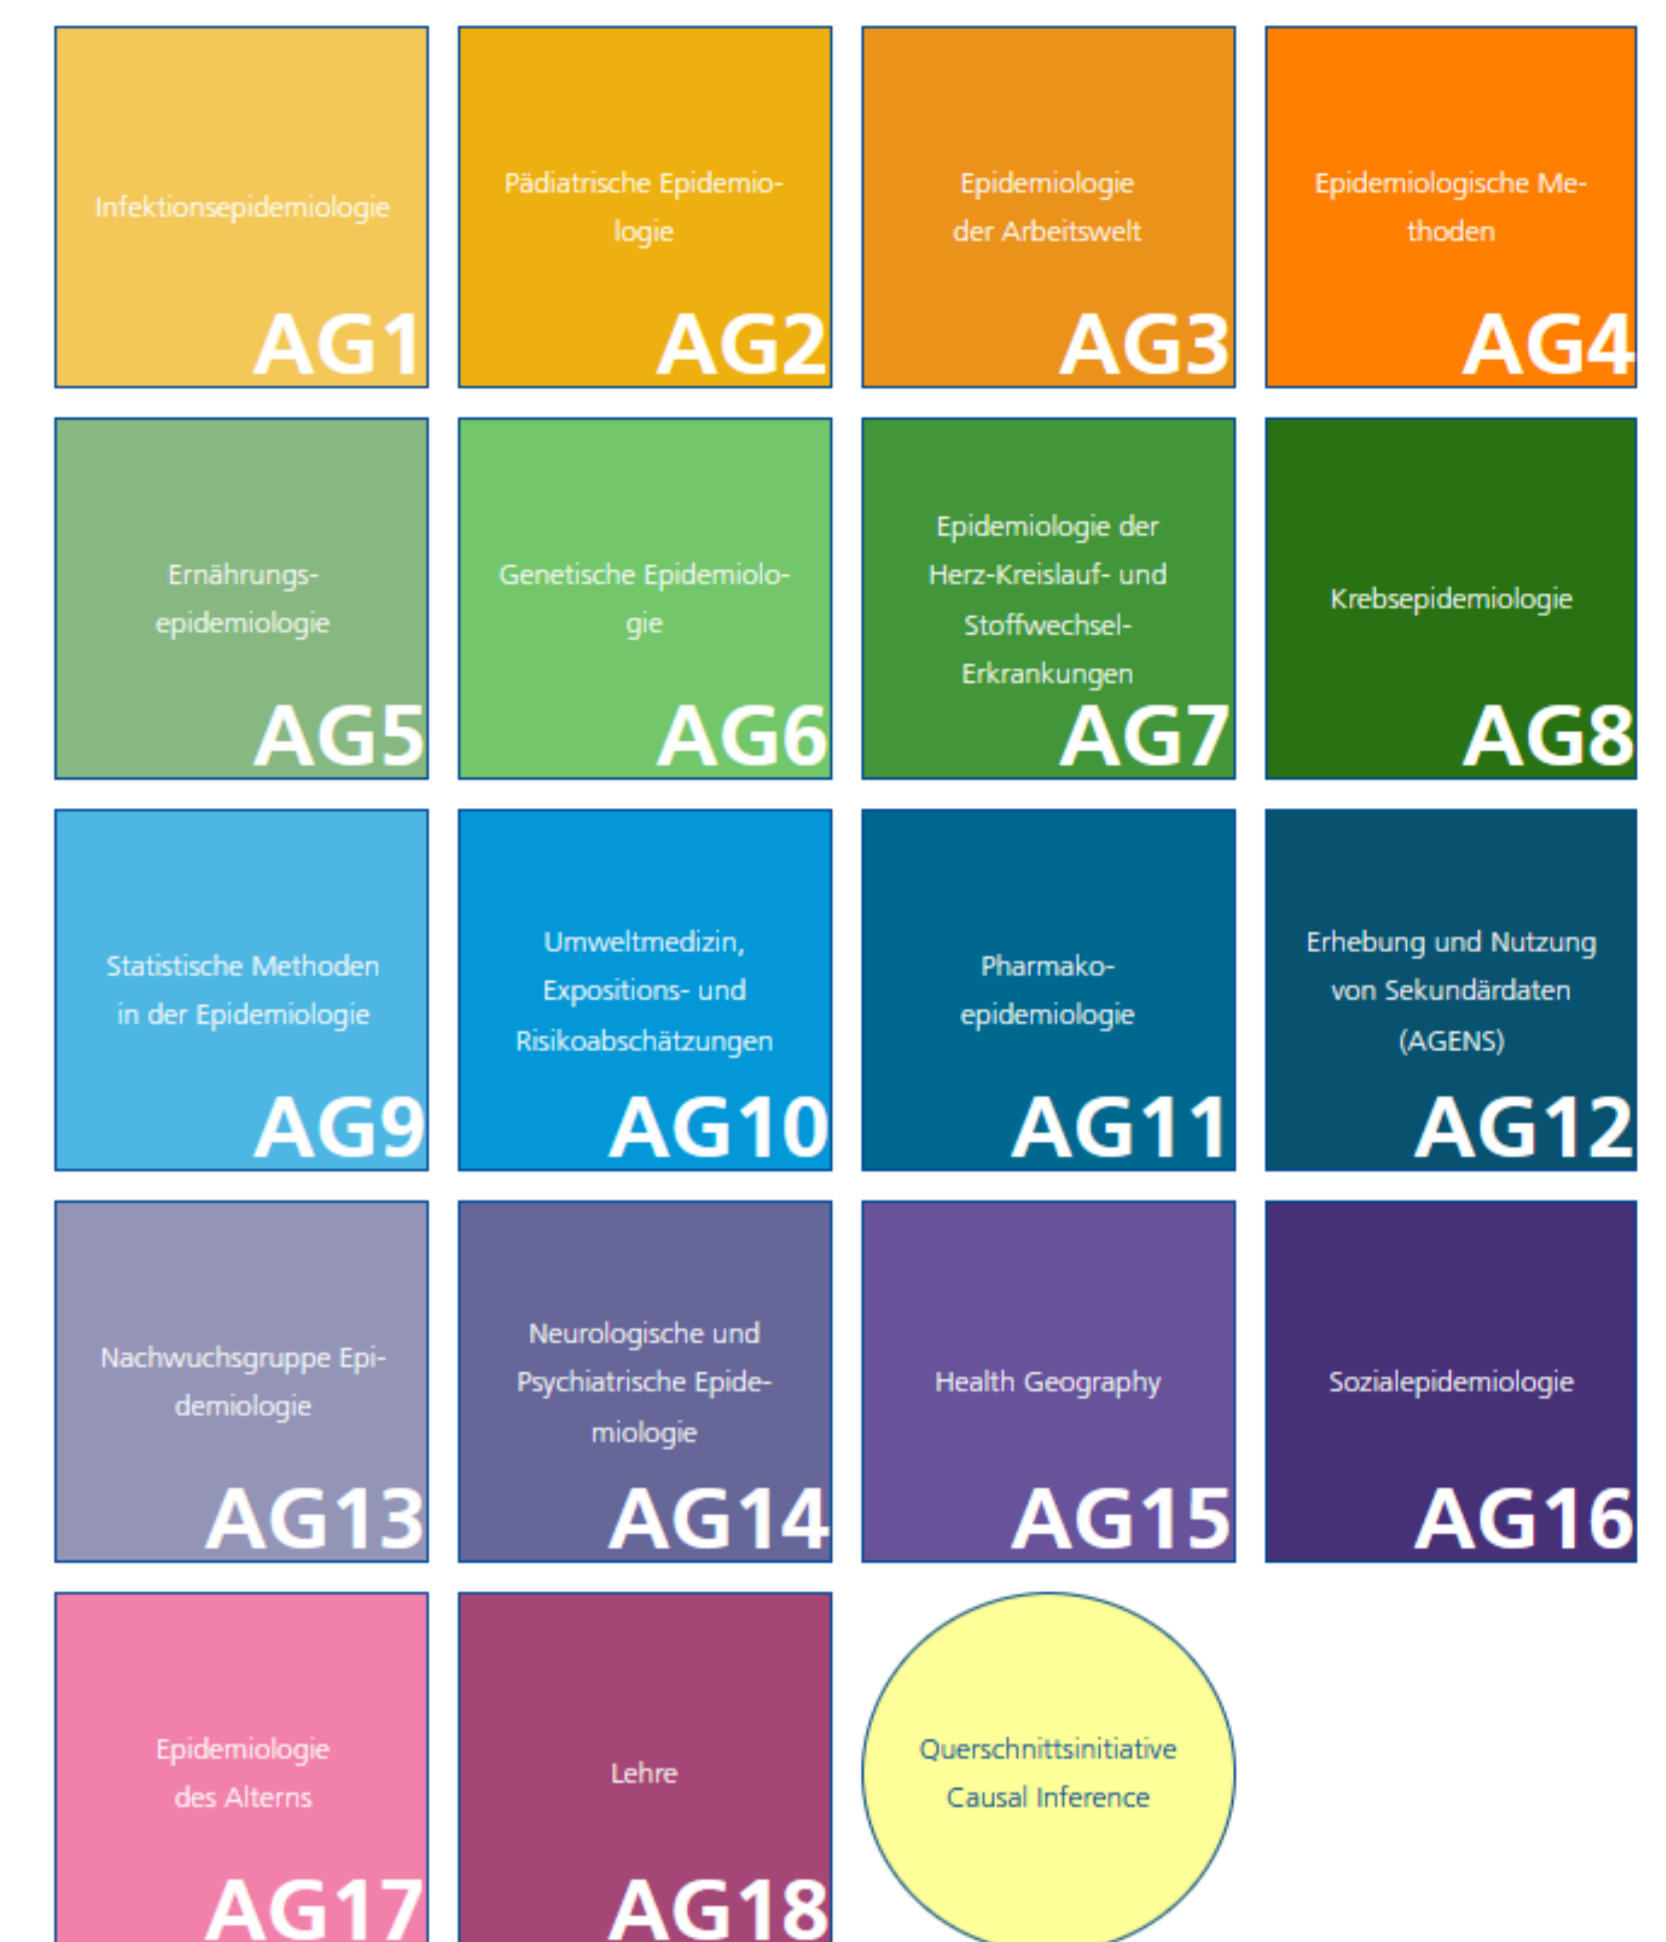 Infektionsepidemiologie
AG1
Pädiatrische Epidemio-
logie
AG2
Epidemiologie
der Arbeitswelt
AG3
Epidemiologische Me-
thoden
AG4
Ernährungs-
epidemiologie
AG5
Genetische Epidemiolo-
gie
AG6
Epidemiologie der
Herz-Kreislauf- und
Stoffwechsel-
Erkrankungen
AG7
Krebsepidemiologie
AG8
Statistische Methoden
in der Epidemiologie
AG9
Umweltmedizin,
Expositions- und
Risikoabschätzungen
AG10
Pharmako-
epidemiologie
AG11
Erhebung und Nutzung
von Sekundärdaten
(AGENS)
AG12
Nachwuchsgruppe Epi-
demiologie
AG13
Neurologische und
Psychiatrische Epide-
miologie
AG14
Health Geography
AG15
Sozialepidemiologie
AG16
Epidemiologie
des Alterns
AG17
Lehre
AG18
Querschnittsinitiative
Causal Inference